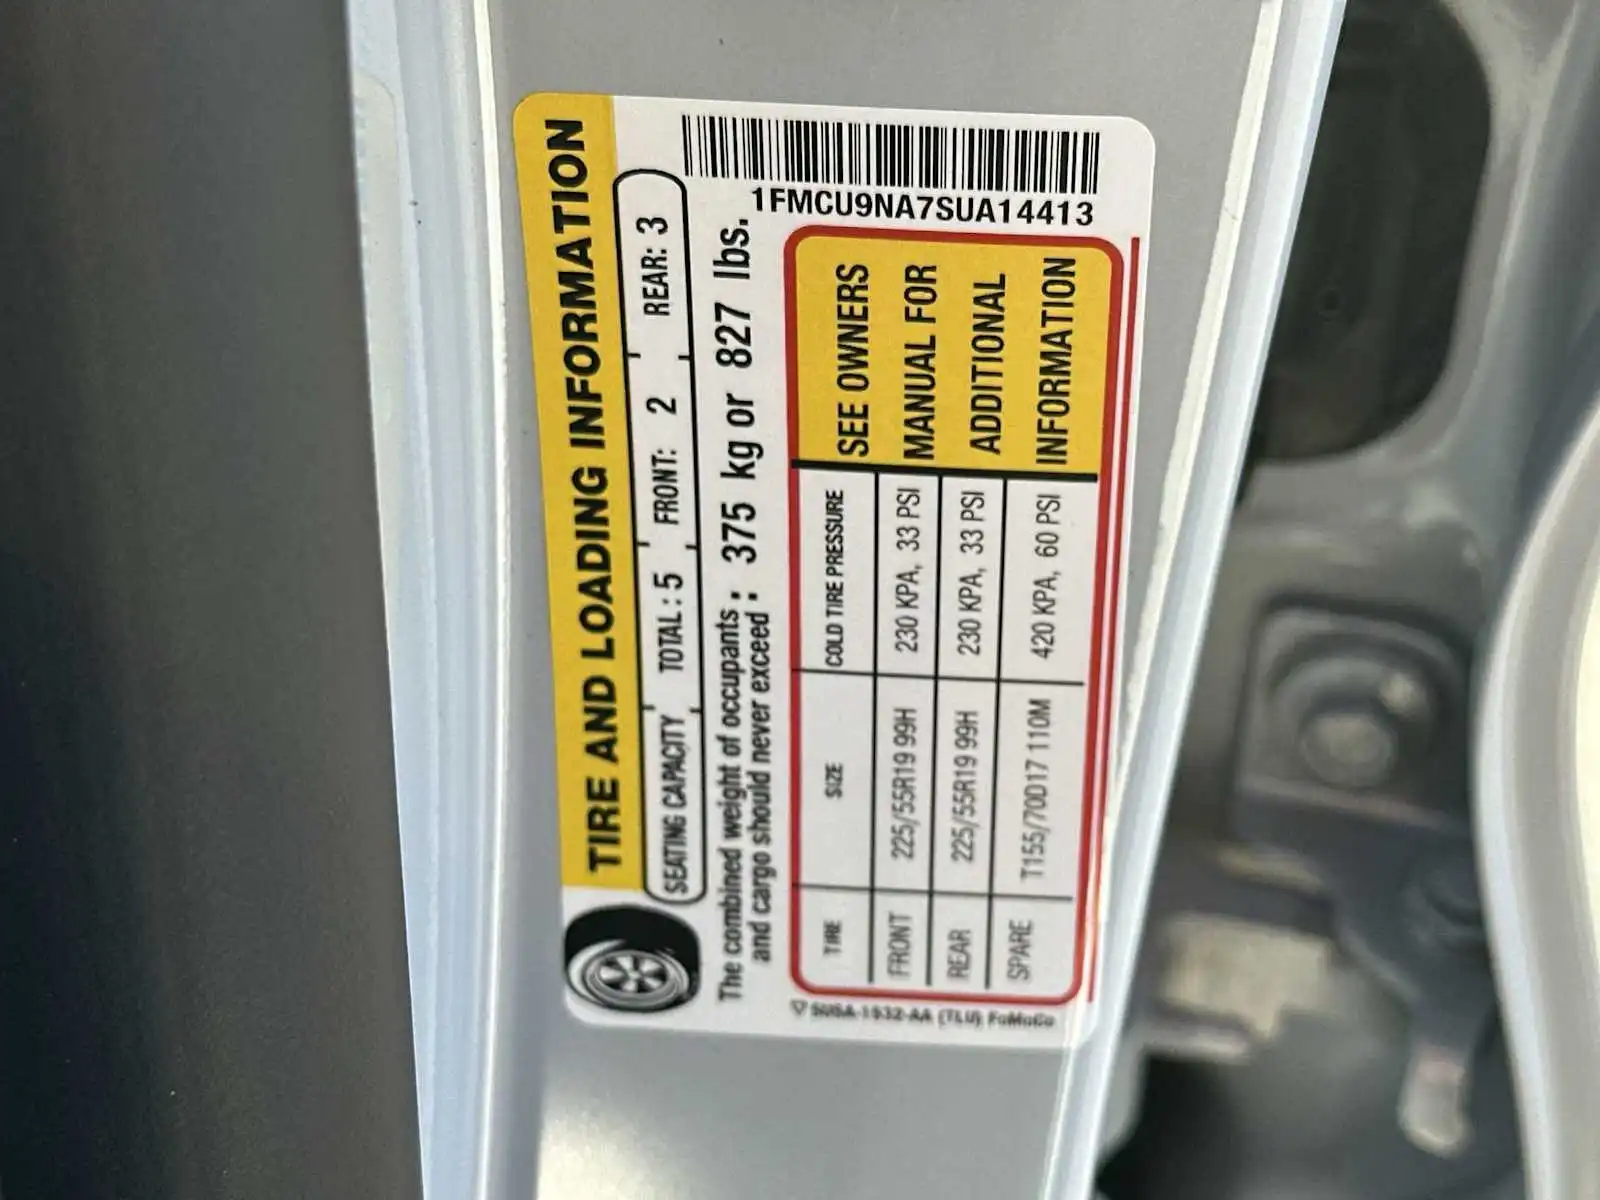 TIRE AND LOADING INFORMATION
SEATING CAPACITY TOTAL: 5 FRONT: 2 REAR: 3
The combined weight of occupants
and cargo should never exceed : 375 kg or 827 lbs.
1FMCU9NA7SUA14413
TIRE SIZE COLD TIRE PRESSURE
FRONT 225/55R19 99H 230 KPA, 33 PSI
REAR 225/55R19 99H 230 KPA, 33 PSI
SPARE T155/70D17 110M 420 KPA, 60 PSI
SEE OWNERS
MANUAL FOR
ADDITIONAL
INFORMATION
(TLU) FoMoCo